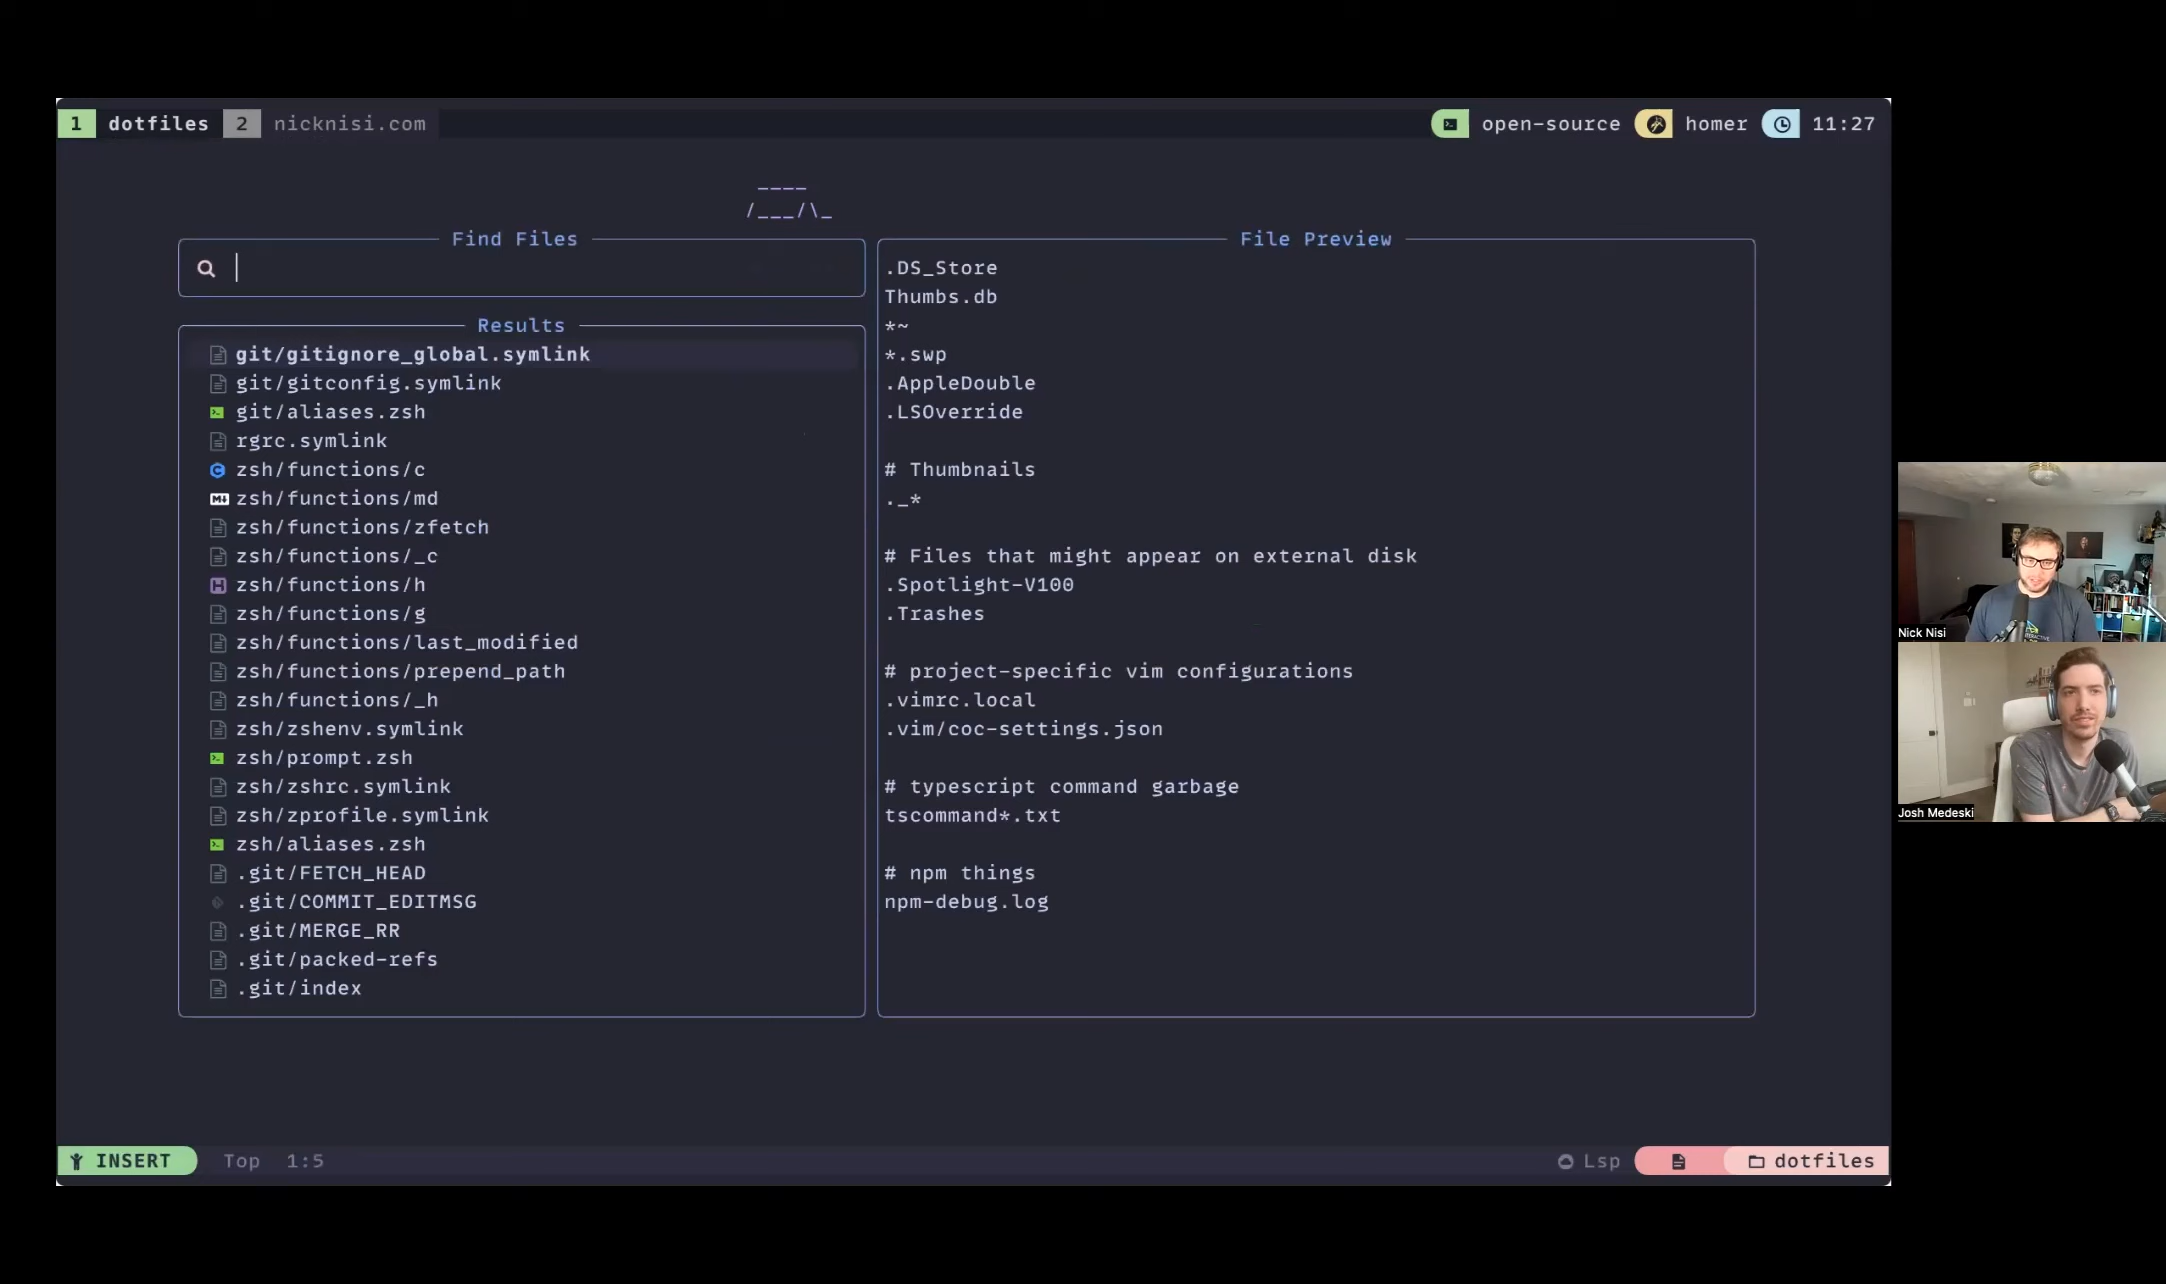 1 dotfiles 2 nicknisi.com open-source homer 11:27
____
/___/\_
Find Files
Results
git/gitignore_global.symlink
git/gitconfig.symlink
git/aliases.zsh
rgrc.symlink
zsh/functions/c
zsh/functions/md
zsh/functions/zfetch
zsh/functions/_c
zsh/functions/h
zsh/functions/g
zsh/functions/last_modified
zsh/functions/prepend_path
zsh/functions/_h
zsh/zshenv.symlink
zsh/prompt.zsh
zsh/zshrc.symlink
zsh/zprofile.symlink
zsh/aliases.zsh
.git/FETCH_HEAD
.git/COMMIT_EDITMSG
.git/MERGE_RR
.git/packed-refs
.git/index
File Preview
.DS_Store
Thumbs.db
*~
*.swp
.AppleDouble
.LSOverride
# Thumbnails
._*
# Files that might appear on external disk
.Spotlight-V100
.Trashes
# project-specific vim configurations
.vimrc.local
.vim/coc-settings.json
# typescript command garbage
tscommand*.txt
# npm things
npm-debug.log
INSERT Top 1:5 Lsp dotfiles
Nick Nisi
Josh Medeski